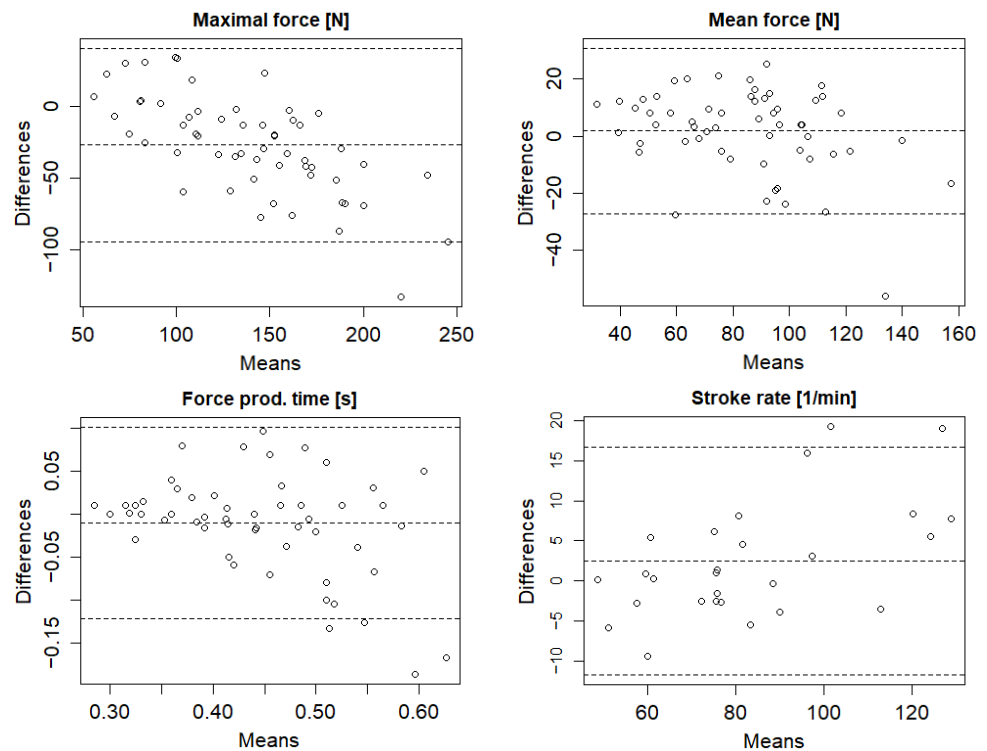 Maximal force [N]
Differences
0
−50
−100
50 100 150 200 250
Means
Mean force [N]
Differences
20
0
−20
−40
40 60 80 100 120 140 160
Means
Force prod. time [s]
Differences
0.05
−0.05
−0.15
0.30 0.40 0.50 0.60
Means
Stroke rate [1/min]
Differences
20
15
10
5
0
−5
−10
60 80 100 120
Means